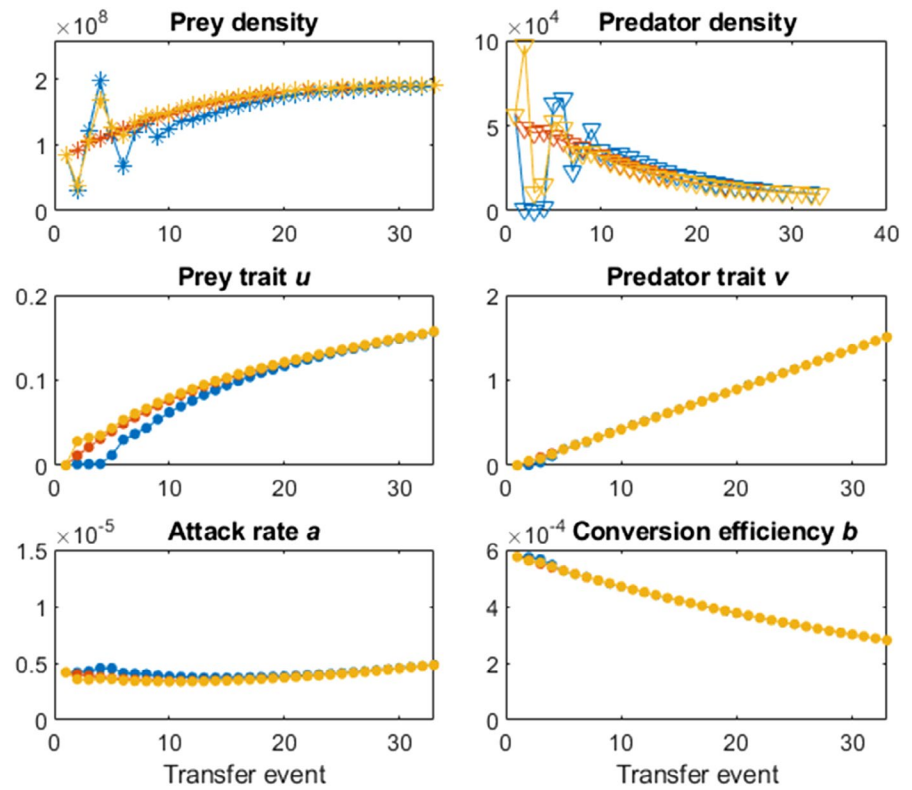 Prey density
×10^8
2
1
0
0 10 20 30
Predator density
×10^4
10
5
0
0 10 20 30 40
Prey trait u
0.2
0.1
0
0 10 20 30
Predator trait v
2
1
0
0 10 20 30
Attack rate a
×10^-5
1.5
1
0.5
0
0 10 20 30
Transfer event
Conversion efficiency b
×10^-4
6
4
2
0
0 10 20 30
Transfer event